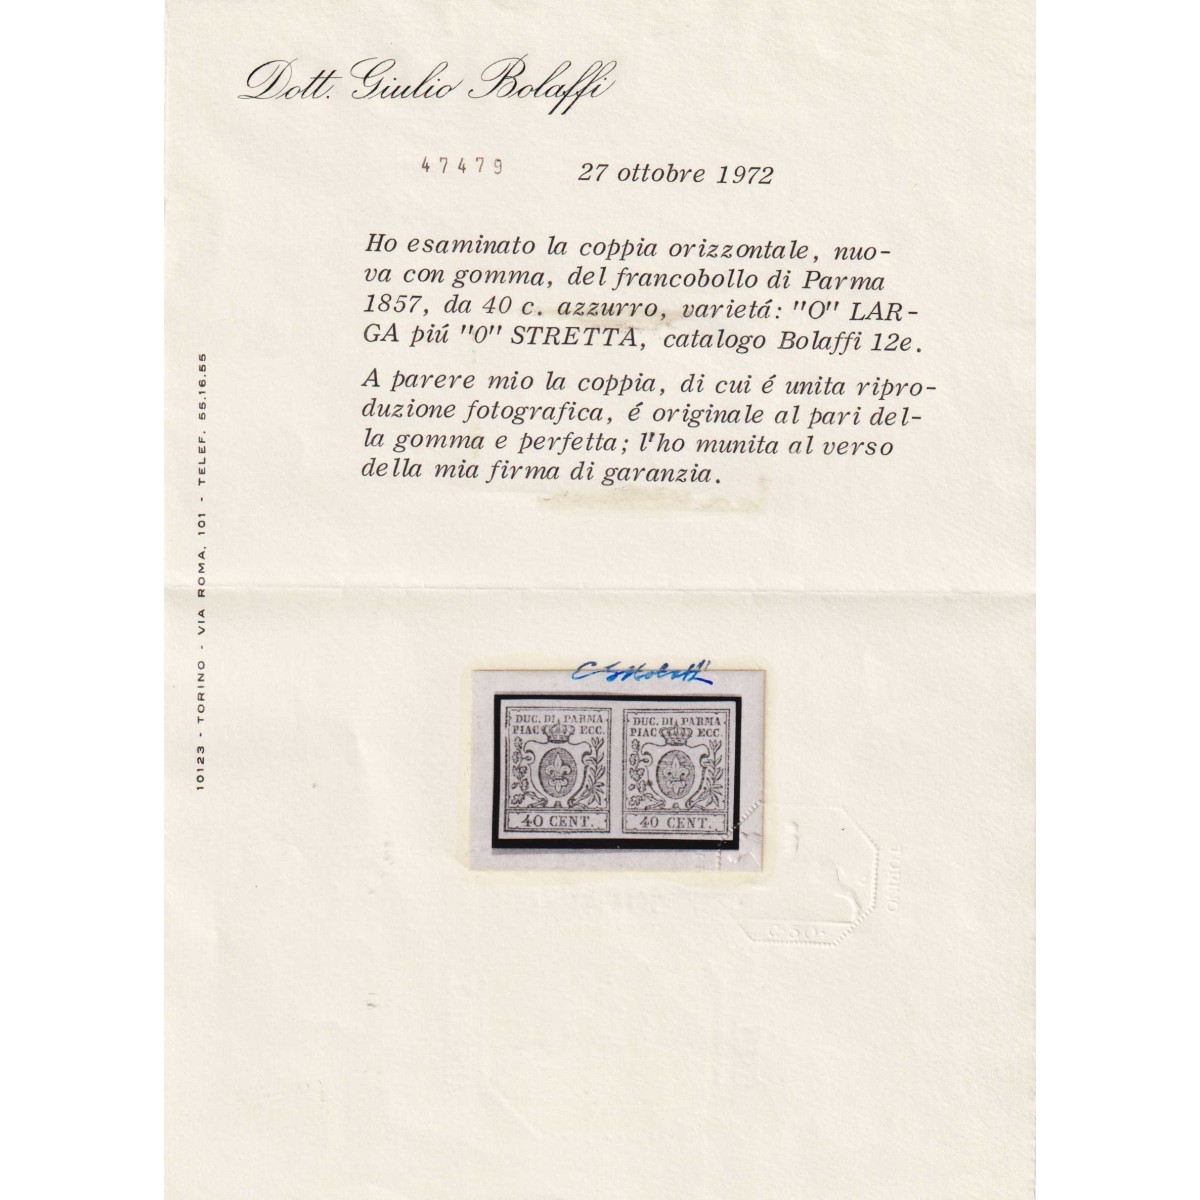 Dott. Giulio Bolaffi
47479
27 ottobre 1972
Ho esaminato la coppia orizzontale, nuo-
va con gomma, del francobollo di Parma
1857, da 40 c. azzurro, varietá: "O" LAR-
GA piú "0" STRETTA, catalogo Bolaffi 12e.
A parere mio la coppia, di cui é unita ripro-
duzione fotografica, é originale al pari del-
la gomma e perfetta; l'ho munita al verso
della mia firma di garanzia.
10123 - TORINO - VIA ROMA, 101 - TELEF. 55.16.55
DUC. DI PARMA
PIAC ECC.
40 CENT.
DUC. DI PARMA
PIAC ECC.
40 CENT.
TORINO
C·50·